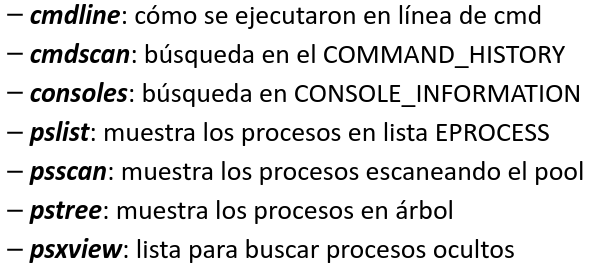 – cmdline: cómo se ejecutaron en línea de cmd
– cmdscan: búsqueda en el COMMAND_HISTORY
– consoles: búsqueda en CONSOLE_INFORMATION
– pslist: muestra los procesos en lista EPROCESS
– psscan: muestra los procesos escaneando el pool
– pstree: muestra los procesos en árbol
– psxview: lista para buscar procesos ocultos